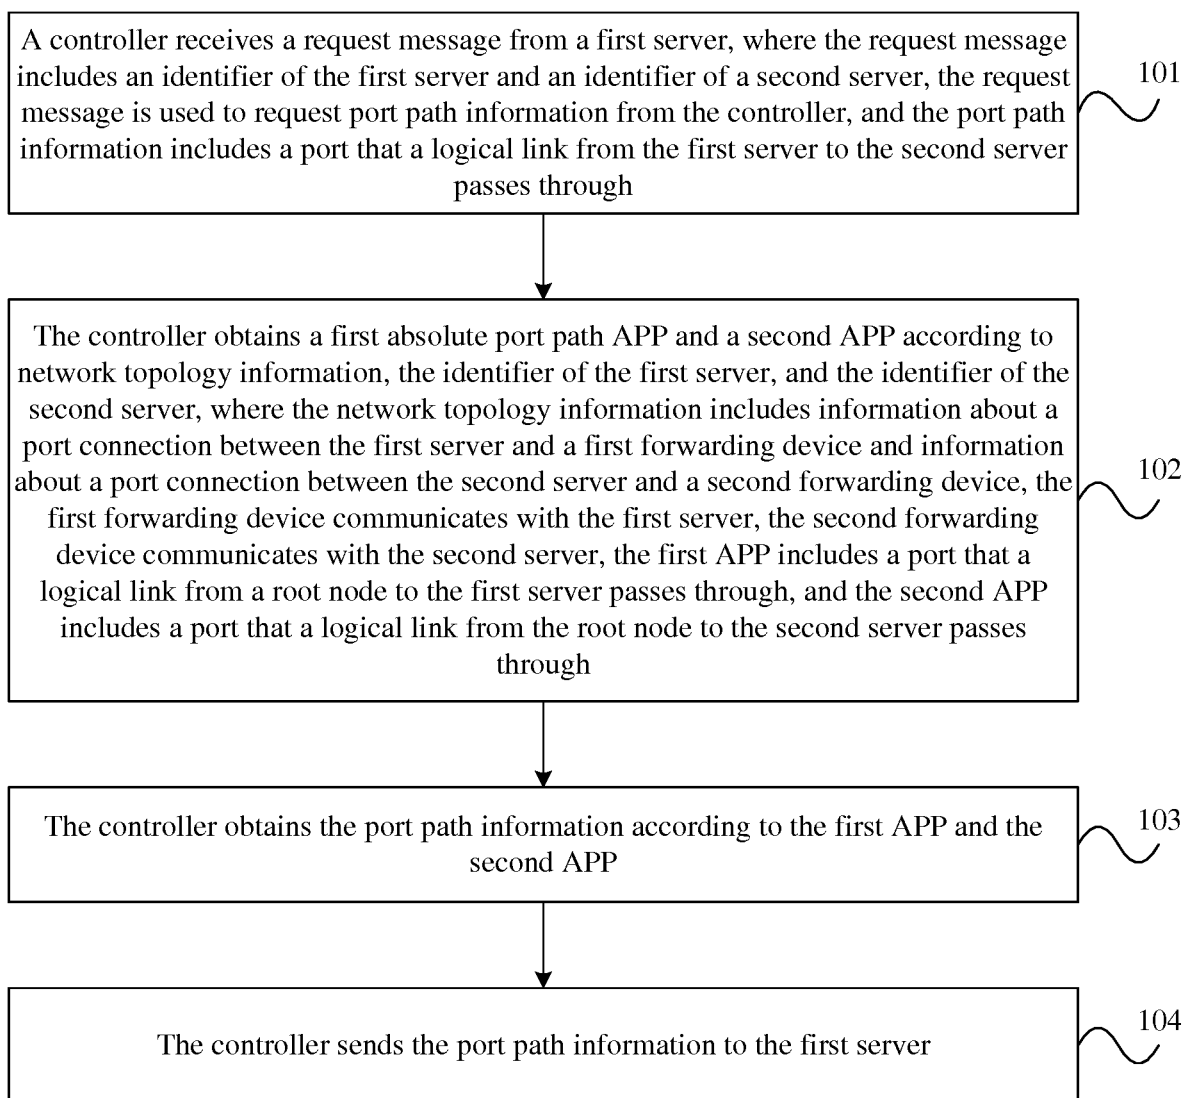 A controller receives a request message from a first server, where the request message
includes an identifier of the first server and an identifier of a second server, the request
message is used to request port path information from the controller, and the port path
information includes a port that a logical link from the first server to the second server
passes through
101
The controller obtains a first absolute port path APP and a second APP according to
network topology information, the identifier of the first server, and the identifier of the
second server, where the network topology information includes information about a
port connection between the first server and a first forwarding device and information
about a port connection between the second server and a second forwarding device, the
first forwarding device communicates with the first server, the second forwarding
device communicates with the second server, the first APP includes a port that a
logical link from a root node to the first server passes through, and the second APP
includes a port that a logical link from the root node to the second server passes
through
102
The controller obtains the port path information according to the first APP and the
second APP
103
The controller sends the port path information to the first server
104